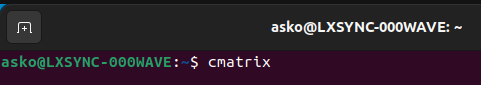 asko@LXSYNC-000WAVE: ~
asko@LXSYNC-000WAVE:~$ cmatrix